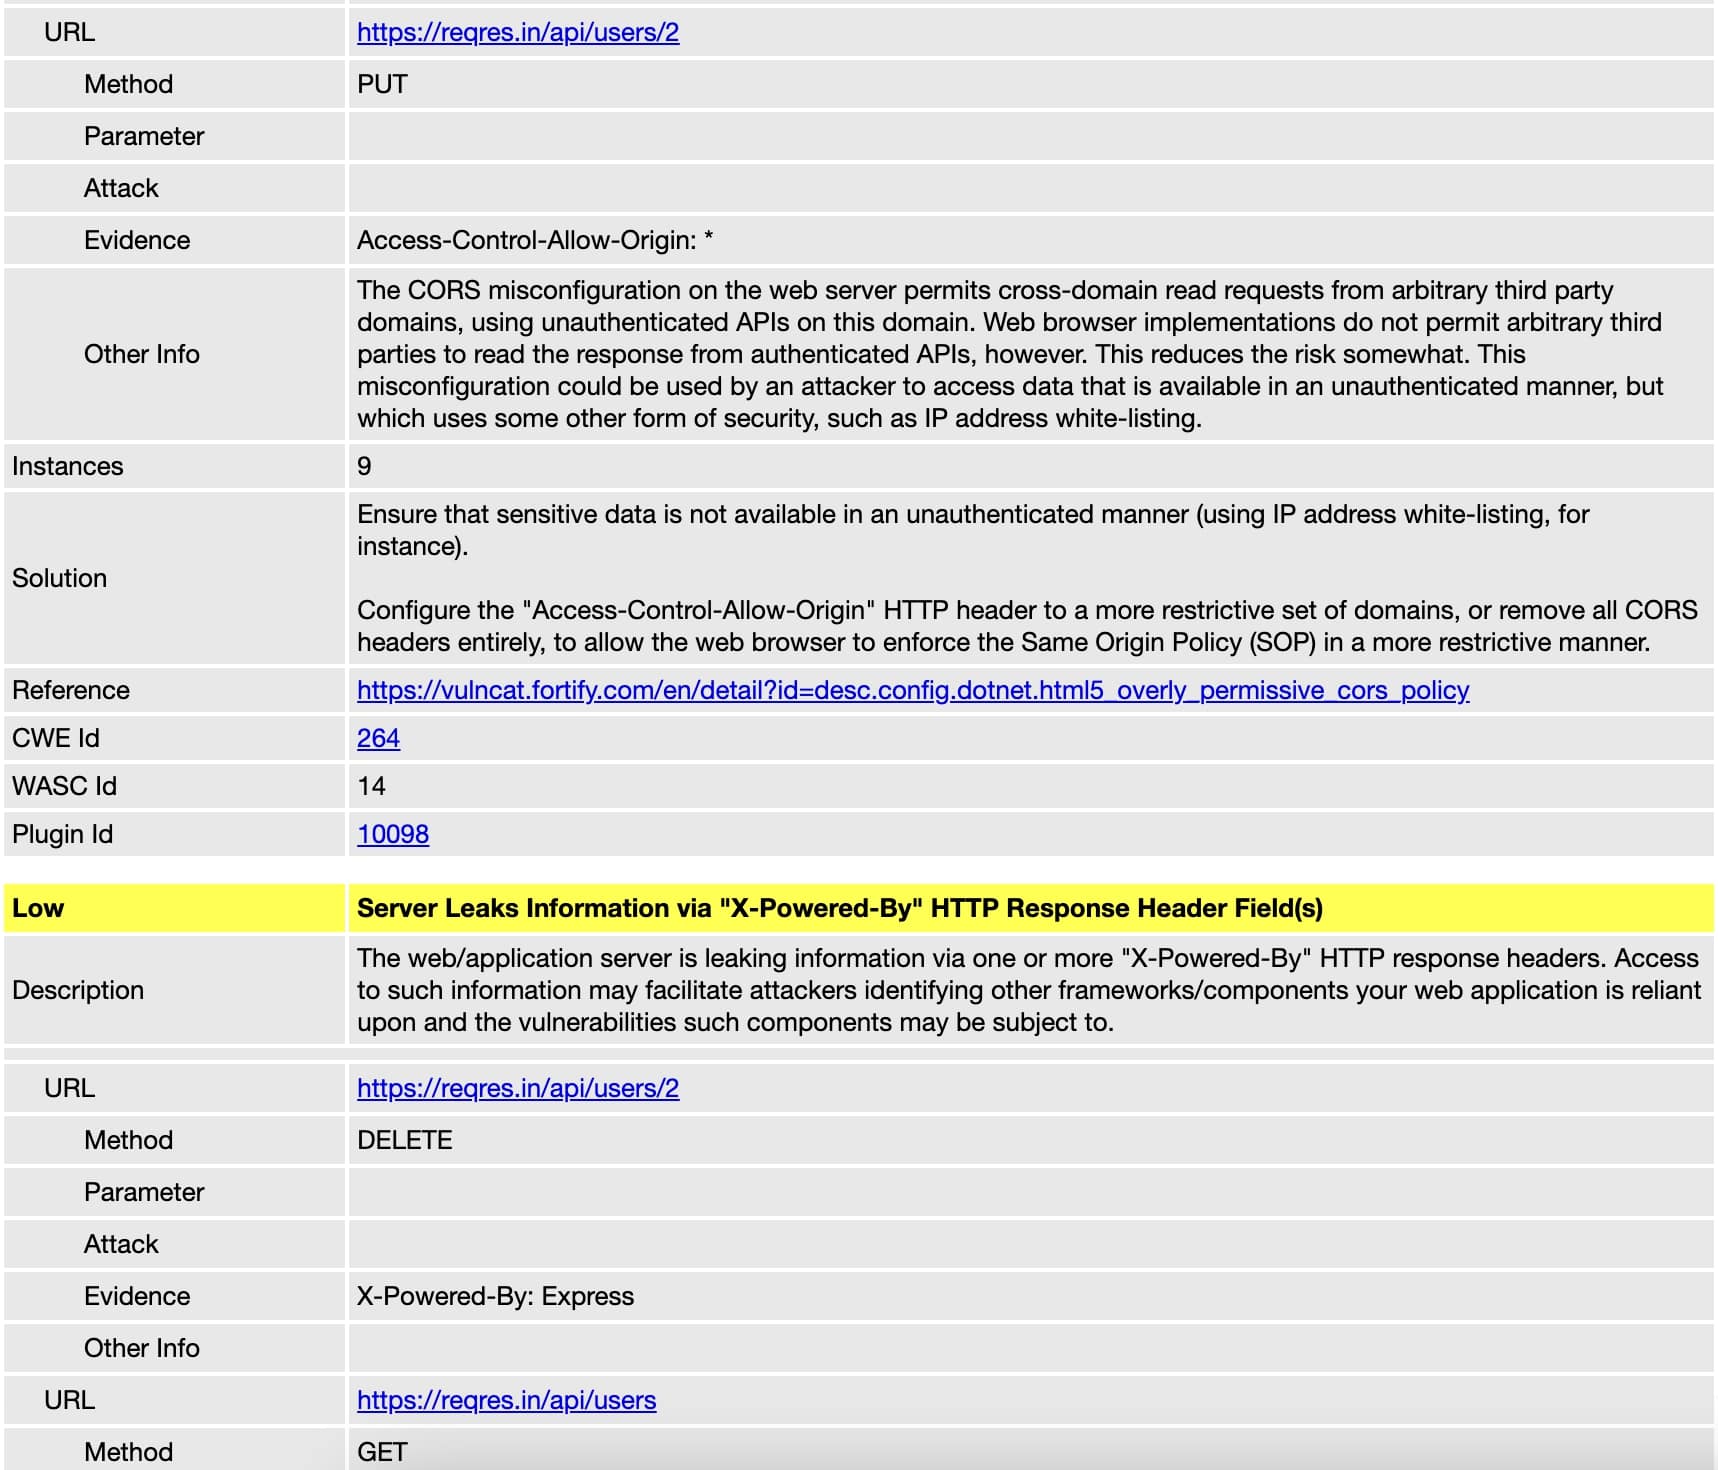 URL https://reqres.in/api/users/2
Method PUT
Parameter
Attack
Evidence Access-Control-Allow-Origin: *
Other Info
The CORS misconfiguration on the web server permits cross-domain read requests from arbitrary third party
domains, using unauthenticated APIs on this domain. Web browser implementations do not permit arbitrary third
parties to read the response from authenticated APIs, however. This reduces the risk somewhat. This
misconfiguration could be used by an attacker to access data that is available in an unauthenticated manner, but
which uses some other form of security, such as IP address white-listing.
Instances 9
Solution
Ensure that sensitive data is not available in an unauthenticated manner (using IP address white-listing, for
instance).
Configure the "Access-Control-Allow-Origin" HTTP header to a more restrictive set of domains, or remove all CORS
headers entirely, to allow the web browser to enforce the Same Origin Policy (SOP) in a more restrictive manner.
Reference https://vulncat.fortify.com/en/detail?id=desc.config.dotnet.html5_overly_permissive_cors_policy
CWE Id 264
WASC Id 14
Plugin Id 10098
Low Server Leaks Information via "X-Powered-By" HTTP Response Header Field(s)
Description
The web/application server is leaking information via one or more "X-Powered-By" HTTP response headers. Access
to such information may facilitate attackers identifying other frameworks/components your web application is reliant
upon and the vulnerabilities such components may be subject to.
URL https://reqres.in/api/users/2
Method DELETE
Parameter
Attack
Evidence X-Powered-By: Express
Other Info
URL https://reqres.in/api/users
Method GET